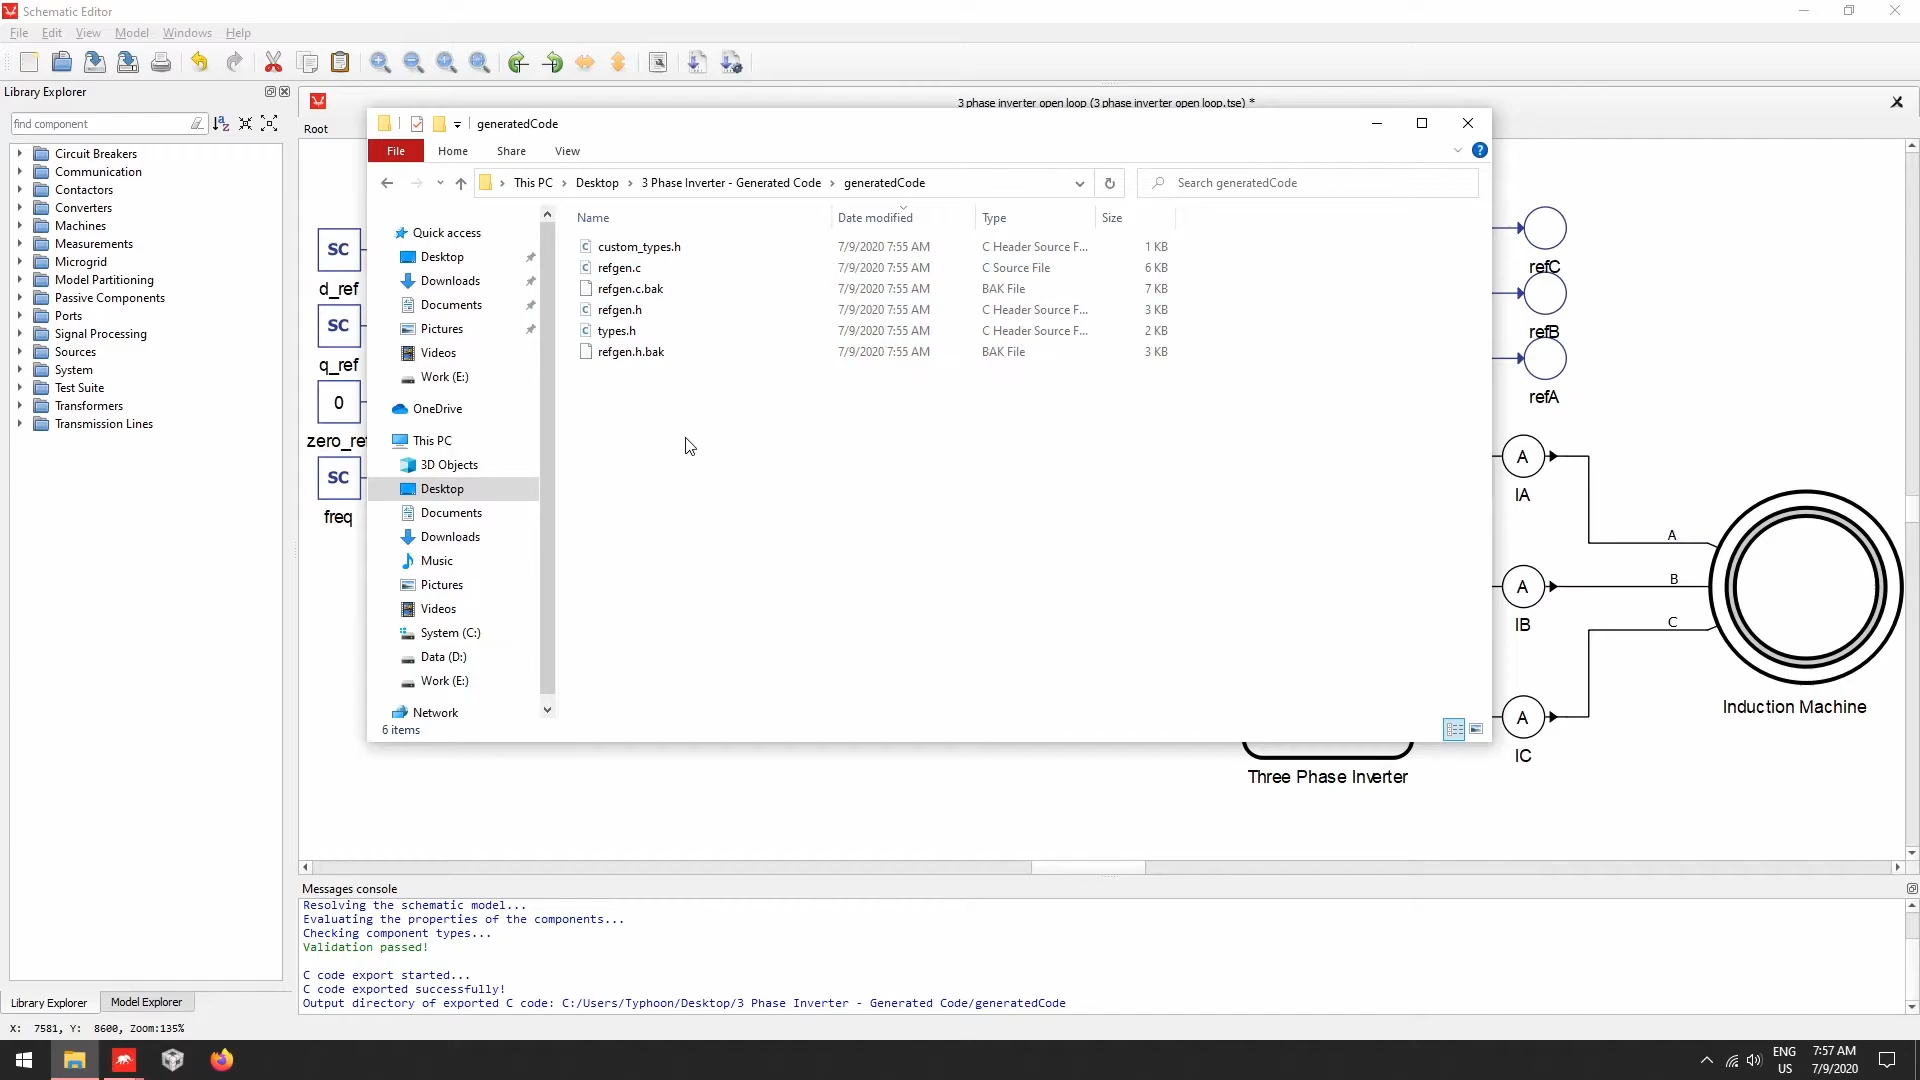 Schematic Editor
File Edit View Model Windows Help
Library Explorer
find component
Circuit Breakers
Communication
Contactors
Converters
Machines
Measurements
Microgrid
Model Partitioning
Passive Components
Ports
Signal Processing
Sources
System
Test Suite
Transformers
Transmission Lines
Library Explorer Model Explorer
X: 7581, Y: 8600, Zoom:135%
3 phase inverter open loop (3 phase inverter open loop.tse) *
Root
SC
d_ref
SC
q_ref
0
zero_ref
SC
freq
generatedCode
File Home Share View
This PC Desktop 3 Phase Inverter - Generated Code generatedCode
Search generatedCode
Quick access
Desktop
Downloads
Documents
Pictures
Videos
Work (E:)
OneDrive
This PC
3D Objects
Desktop
Documents
Downloads
Music
Pictures
Videos
System (C:)
Data (D:)
Work (E:)
Network
Name Date modified Type Size
custom_types.h 7/9/2020 7:55 AM C Header Source F... 1 KB
refgen.c 7/9/2020 7:55 AM C Source File 6 KB
refgen.c.bak 7/9/2020 7:55 AM BAK File 7 KB
refgen.h 7/9/2020 7:55 AM C Header Source F... 3 KB
types.h 7/9/2020 7:55 AM C Header Source F... 2 KB
refgen.h.bak 7/9/2020 7:55 AM BAK File 3 KB
6 items
refC
refB
refA
A
IA
A
IB
A
IC
A
B
C
Induction Machine
Three Phase Inverter
Messages console
Resolving the schematic model...
Evaluating the properties of the components...
Checking component types...
Validation passed!
C code export started...
C code exported successfully!
Output directory of exported C code: C:/Users/Typhoon/Desktop/3 Phase Inverter - Generated Code/generatedCode
ENG
US
7:57 AM
7/9/2020